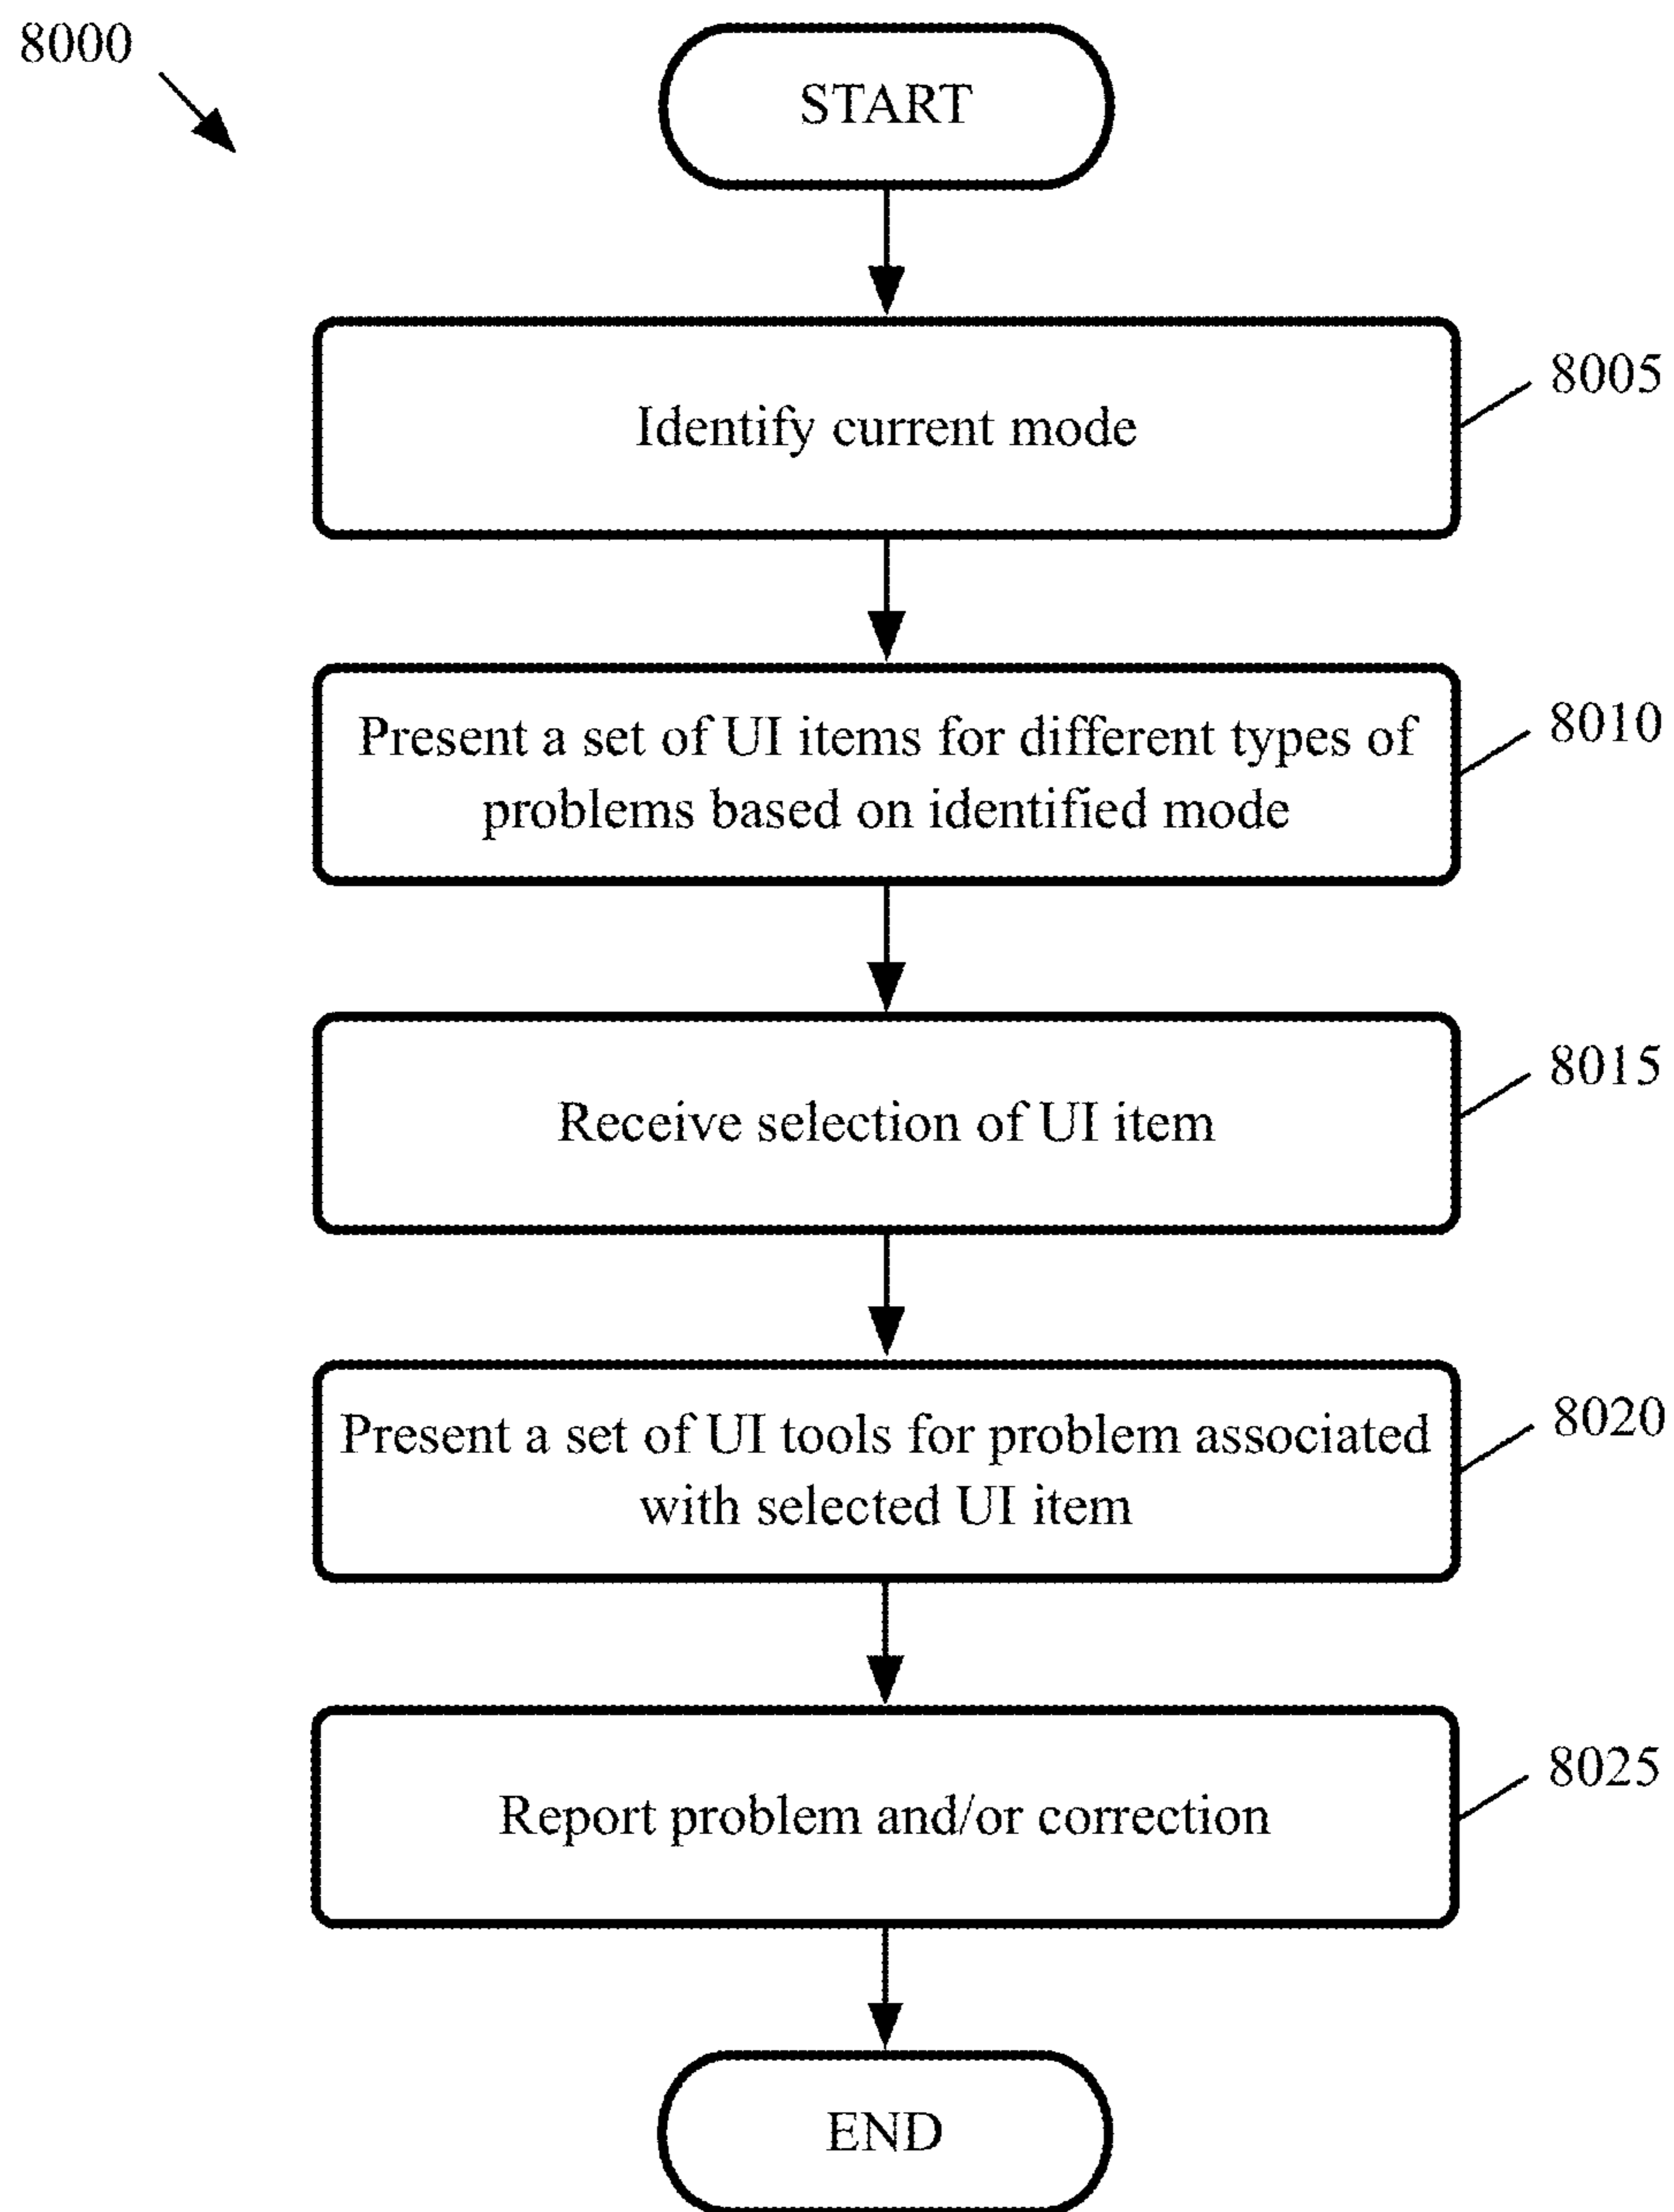 8000
START
Identify current mode
8005
Present a set of UI items for different types of
problems based on identified mode
8010
Receive selection of UI item
8015
Present a set of UI tools for problem associated
with selected UI item
8020
Report problem and/or correction
8025
END